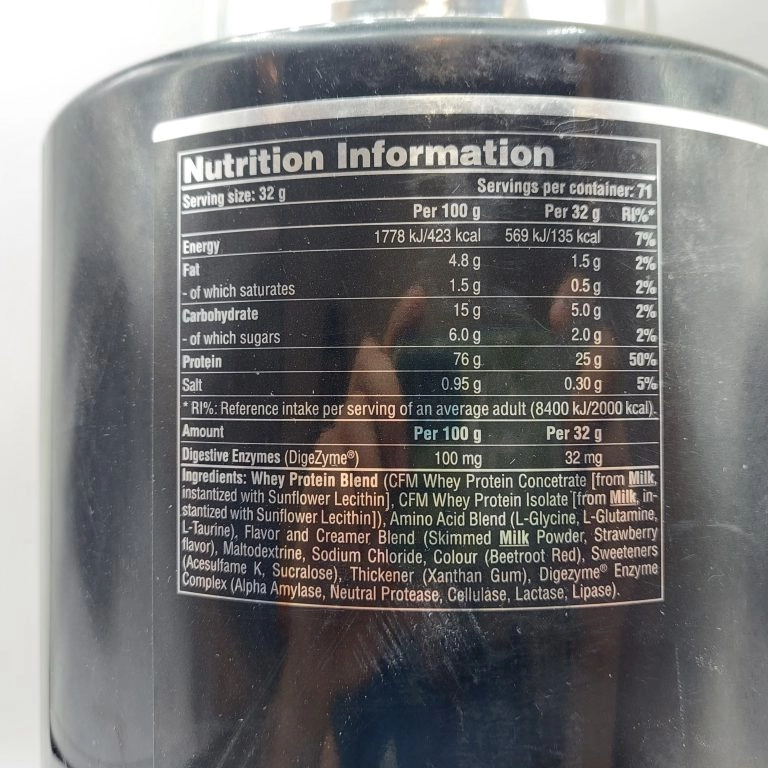 Nutrition Information
Serving size: 32 g Servings per container: 71
Per 100 g Per 32 g RI%*
Energy 1778 kJ/423 kcal 569 kJ/135 kcal 7%
Fat 4.8 g 1.5 g 2%
- of which saturates 1.5 g 0.5 g 2%
Carbohydrate 15 g 5.0 g 2%
- of which sugars 6.0 g 2.0 g 2%
Protein 76 g 25 g 50%
Salt 0.95 g 0.30 g 5%
* RI%: Reference intake per serving of an average adult (8400 kJ/2000 kcal).
Amount Per 100 g Per 32 g
Digestive Enzymes (DigeZyme®) 100 mg 32 mg
Ingredients: Whey Protein Blend (CFM Whey Protein Concetrate [from Milk,
instantized with Sunflower Lecithin], CFM Whey Protein Isolate [from Milk, in-
stantized with Sunflower Lecithin]), Amino Acid Blend (L-Glycine, L-Glutamine,
L-Taurine), Flavor and Creamer Blend (Skimmed Milk Powder, Strawberry
flavor), Maltodextrine, Sodium Chloride, Colour (Beetroot Red), Sweeteners
(Acesulfame K, Sucralose), Thickener (Xanthan Gum), Digezyme® Enzyme
Complex (Alpha Amylase, Neutral Protease, Cellulase, Lactase, Lipase).